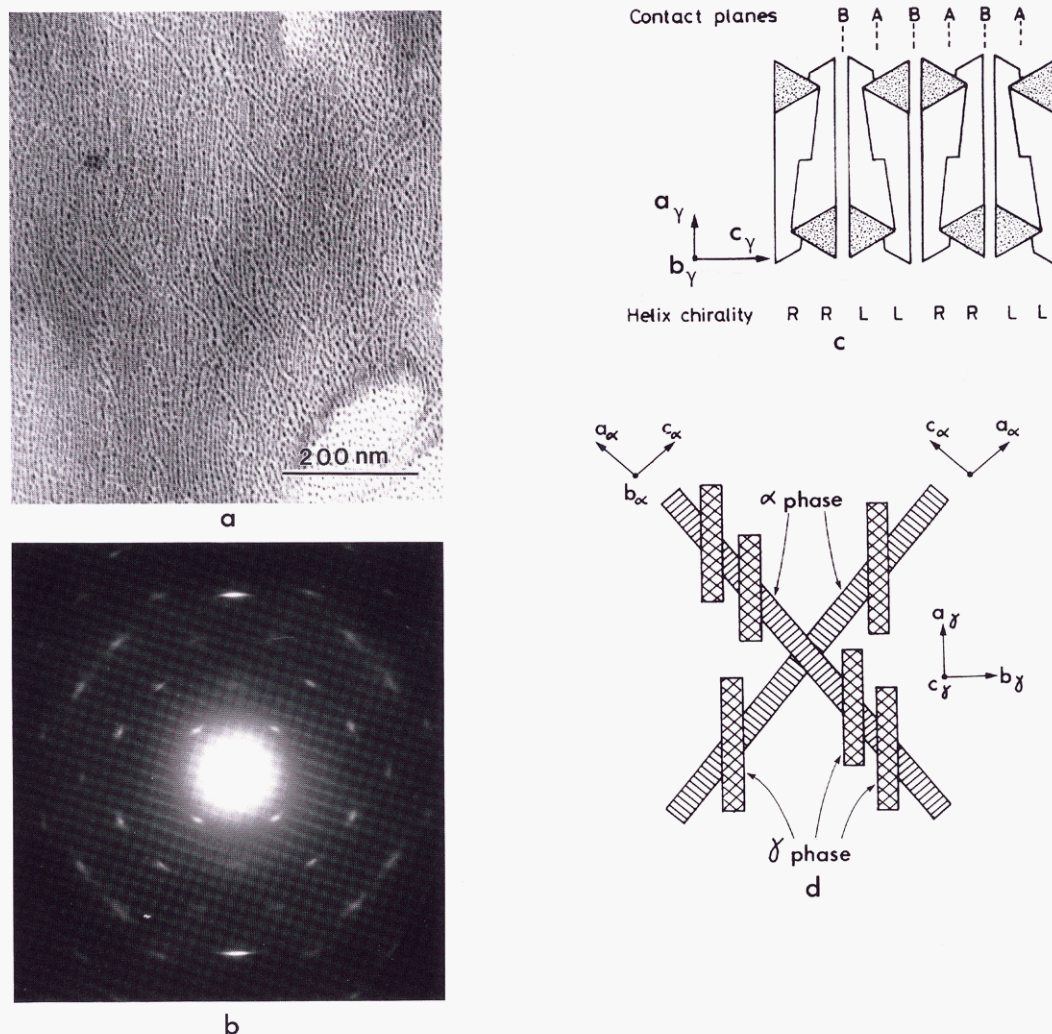 200 nm
a
b
Contact planes B A B A B A
a γ
c γ
b γ
Helix chirality R R L L R R L L
c
a α c α c α a α
b α
α phase
a γ
c γ b γ
γ phase
d